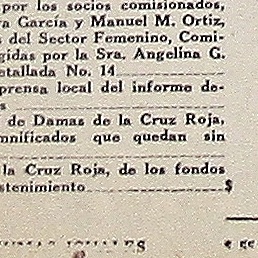 por los socios comisionados,
García y Manuel M. Ortiz,
del Sector Femenino, Comi-
gidas por la Sra. Angelina G.
etallada No. 14
prensa local del informe de-
s
de Damas de la Cruz Roja,
mnificados que quedan sin
la Cruz Roja, de los fondos
stenimiento $